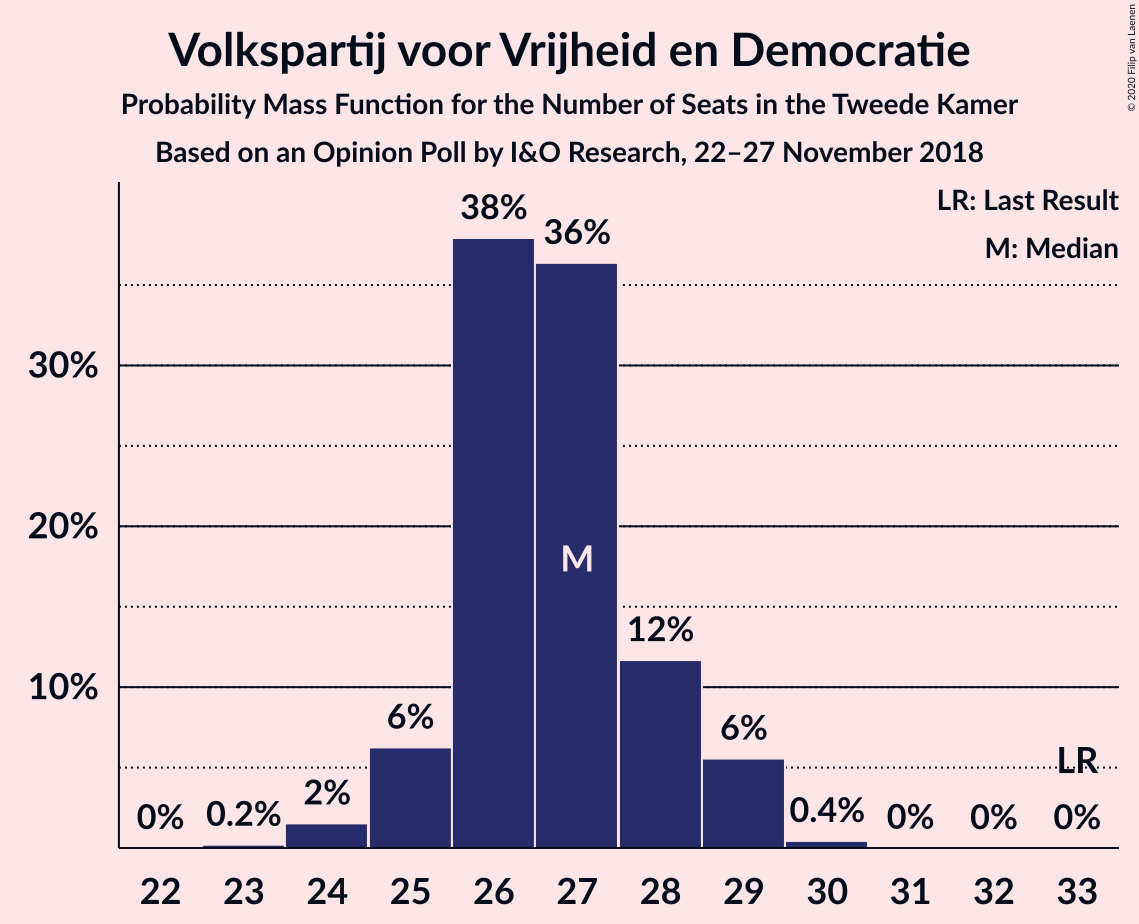 Volkspartij voor Vrijheid en Democratie
Probability Mass Function for the Number of Seats in the Tweede Kamer
Based on an Opinion Poll by I&O Research, 22–27 November 2018
© 2020 Filip van Laenen
LR: Last Result
M: Median
38%
36%
30%
20%
M
12%
10%
6%
6%
LR
0%
0.2%
2%
0.4%
0%
0%
0%
22 23 24 25 26 27 28 29 30 31 32 33